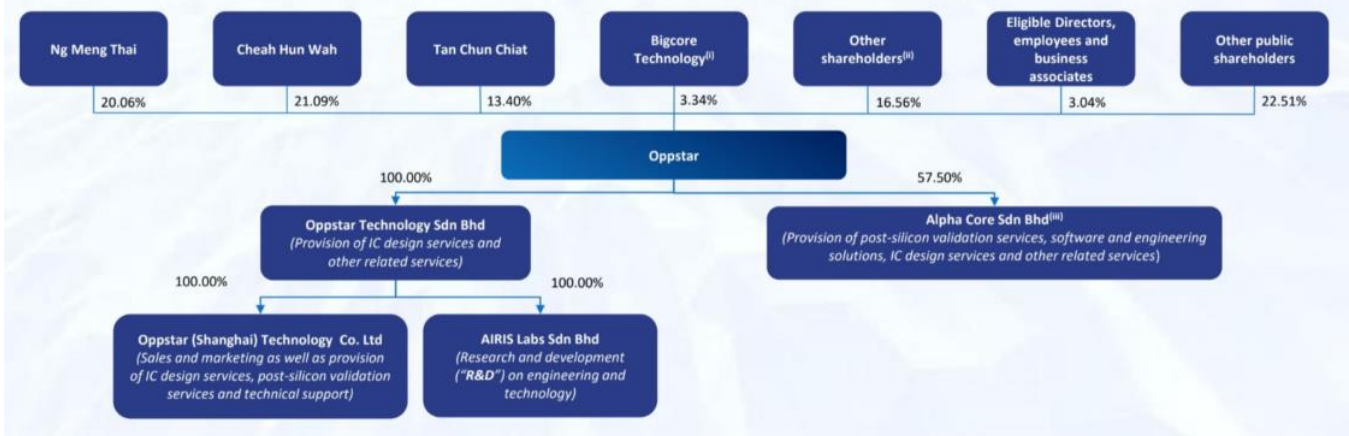 Ng Meng Thai
Cheah Hun Wah
Tan Chun Chiat
Bigcore
Technology(i)
Other
shareholders(ii)
Eligible Directors,
employees and
business
associates
Other public
shareholders
20.06%
21.09%
13.40%
3.34%
16.56%
3.04%
22.51%
Oppstar
100.00%
57.50%
Oppstar Technology Sdn Bhd
(Provision of IC design services and
other related services)
Alpha Core Sdn Bhd(iii)
(Provision of post-silicon validation services, software and engineering
solutions, IC design services and other related services)
100.00%
100.00%
Oppstar (Shanghai) Technology Co. Ltd
(Sales and marketing as well as provision
of IC design services, post-silicon validation
services and technical support)
AIRIS Labs Sdn Bhd
(Research and development
("R&D") on engineering and
technology)